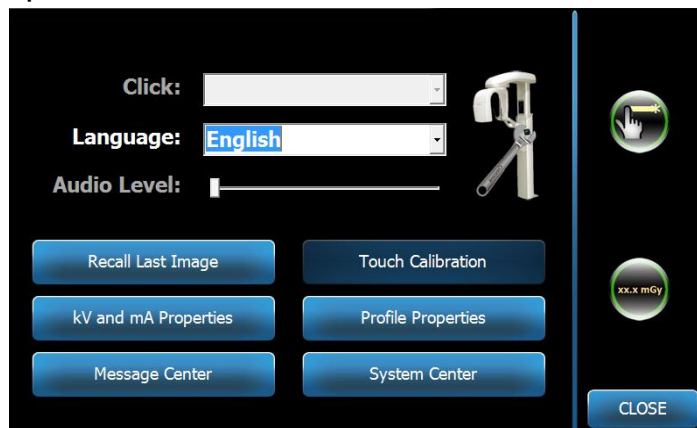 Click:
Language: English
Audio Level:
Recall Last Image
Touch Calibration
kV and mA Properties
Profile Properties
Message Center
System Center
xx.x mGy
CLOSE